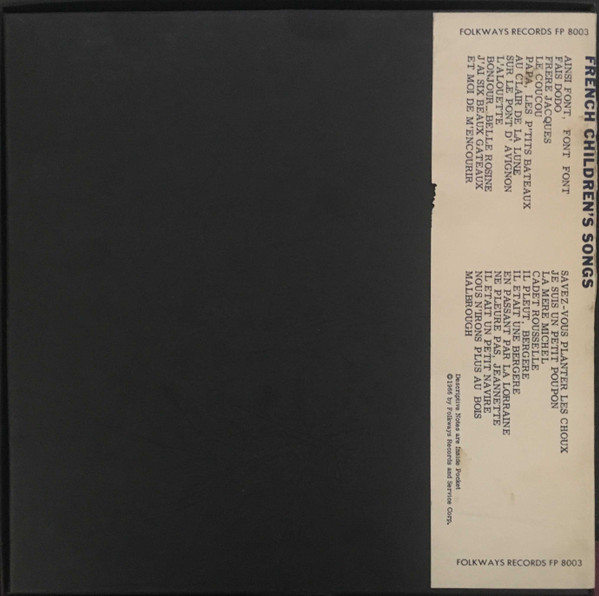 FOLKWAYS RECORDS FP 8003
FRENCH CHILDREN'S SONGS
AINSI FONT, FONT FONT
FAIS DODO
FRERE JACQUES
LE COUCOU
PAPA, LES P'TITS BATEAUX
AU CLAIR DE LA LUNE
SUR LE PONT D'AVIGNON
L'ALOUETTE
BONJOUR, BELLE ROSINE
J'AI SIX BEAUX GATEAUX
ET MOI DE M'ENCOURIR
SAVEZ-VOUS PLANTER LES CHOUX
JE SUIS UN PETIT POUPON
LA MERE MICHEL
CADET ROUSSELLE
IL PLEUT, BERGERE
IL ETAIT UNE BERGERE
EN PASSANT PAR LA LORRAINE
NE PLEURE PAS, JEANNETTE
IL ETAIT UN PETIT NAVIRE
NOUS N'IRONS PLUS AU BOIS
MALBROUGH
Descriptive Notes are Inside Pocket
©1956 by Folkways Records and Service Corp.
FOLKWAYS RECORDS FP 8003